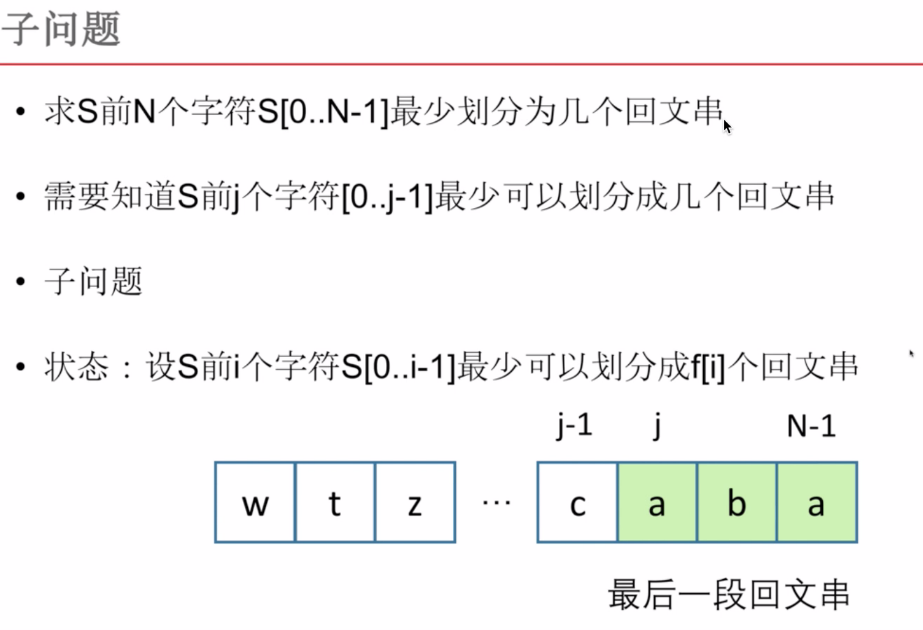 子问题
• 求S前N个字符S[0..N-1]最少划分为几个回文串
• 需要知道S前j个字符[0..j-1]最少可以划分成几个回文串
• 子问题
• 状态：设S前i个字符S[0..i-1]最少可以划分成f[i]个回文串
j-1 j N-1
w t z … c a b a
最后一段回文串